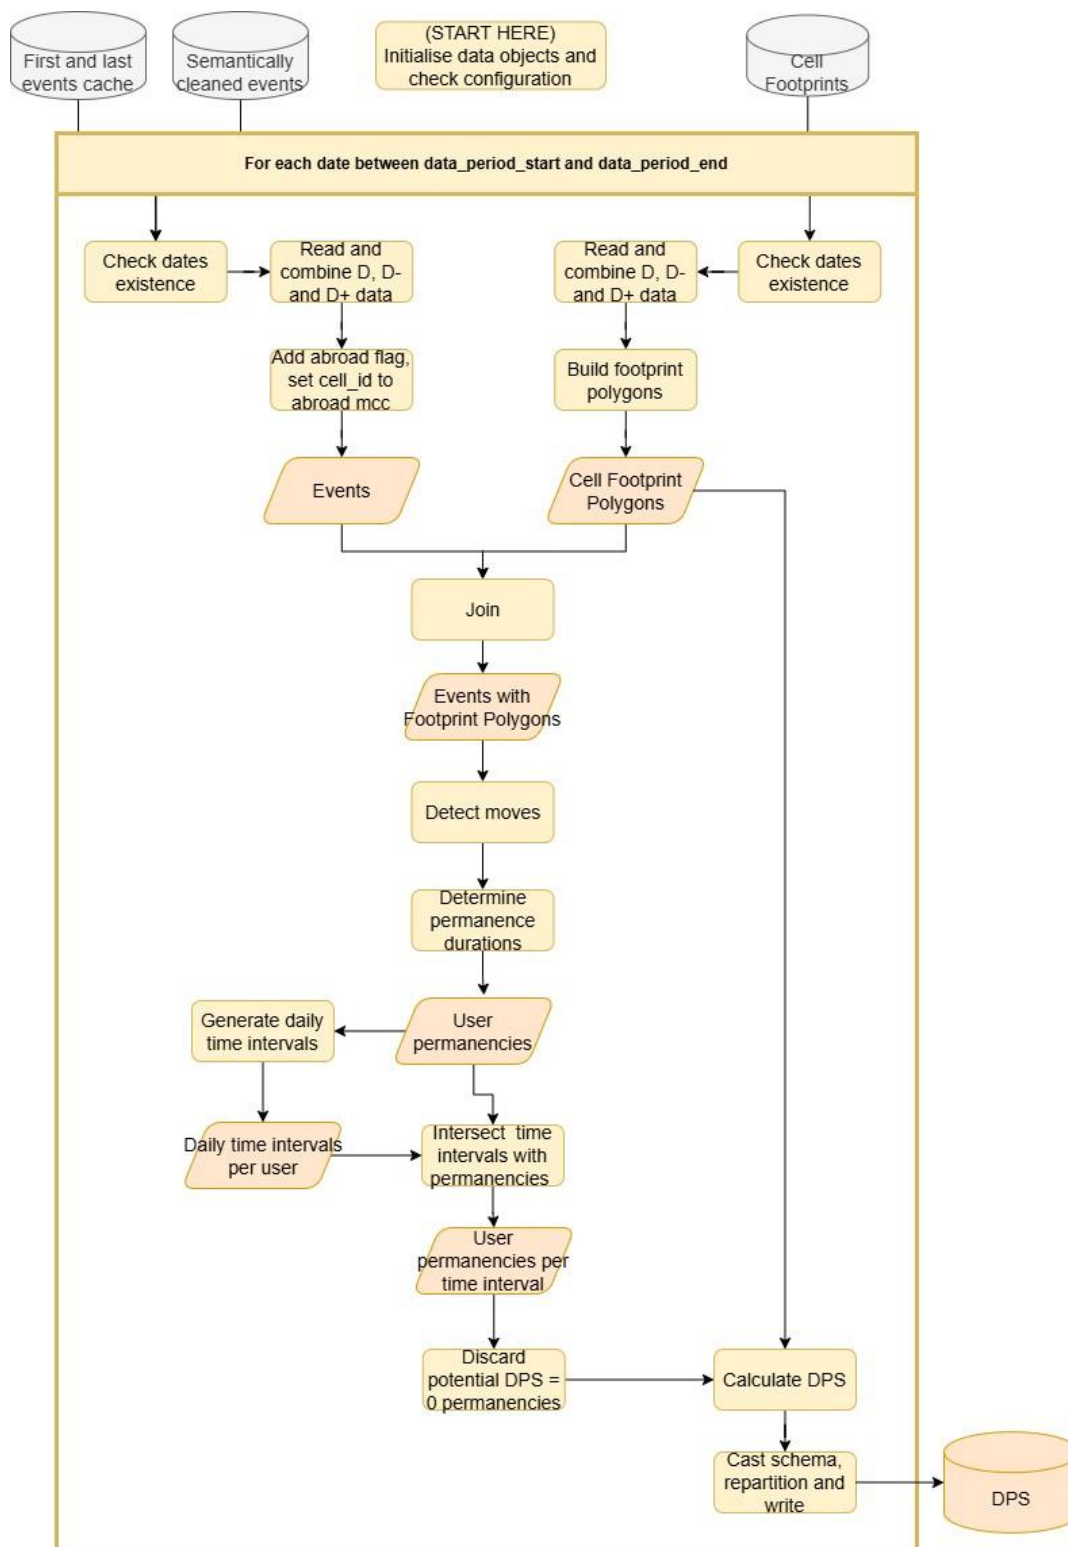 First and last
events cache
Semantically
cleaned events
(START HERE)
Initialise data objects and
check configuration
Cell
Footprints
For each date between data_period_start and data_period_end
Check dates
existence
Read and
combine D, D-
and D+ data
Read and
combine D, D-
and D+ data
Check dates
existence
Add abroad flag,
set cell_id to
abroad mcc
Build footprint
polygons
Events
Cell Footprint
Polygons
Join
Events with
Footprint Polygons
Detect moves
Determine
permanence
durations
Generate daily
time intervals
User
permanencies
Daily time intervals
per user
Intersect time
intervals with
permanencies
User
permanencies per
time interval
Discard
potential DPS =
0 permanencies
Calculate DPS
Cast schema,
repartition and
write
DPS